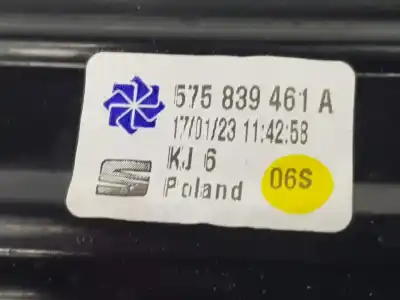 575 839 461 A
17/01/23 11:42:58
KJ 6
Poland
06S